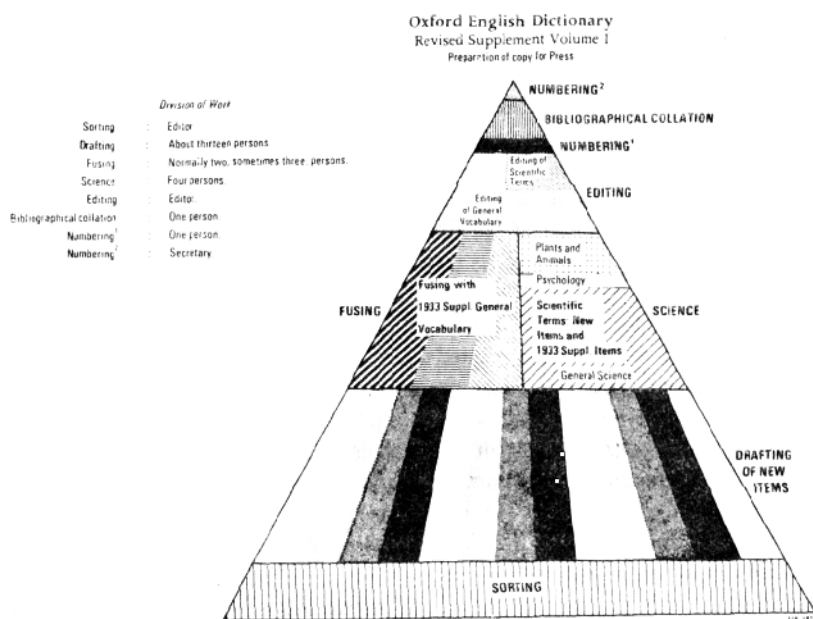 Oxford English Dictionary
Revised Supplement Volume I
Preparation of copy for Press
Division of Work
Sorting : Editor
Drafting : About thirteen persons
Fusing : Normally two, sometimes three, persons.
Science : Four persons.
Editing : Editor.
Bibliographical collation : One person.
Numbering¹ : One person.
Numbering² : Secretary
NUMBERING²
BIBLIOGRAPHICAL COLLATION
NUMBERING¹
Editing of
Scientific
Terms
EDITING
Editing
of General
Vocabulary
FUSING
Fusing with
1933 Suppl. General
Vocabulary
Plants and
Animals
Psychology
Scientific
Terms: New
Items and
1933 Suppl. Items
General Science
SCIENCE
DRAFTING
OF NEW
ITEMS
SORTING